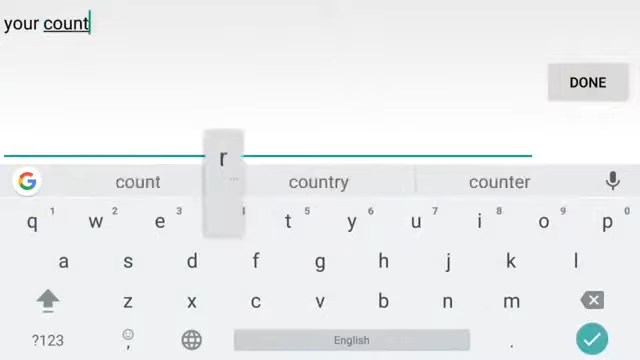 your count
DONE
r
count country counter
q 1 w 2 e 3 t 5 y 6 u 7 i 8 o 9 p 0
a s d f g h j k l
z x c v b n m
?123 , English .